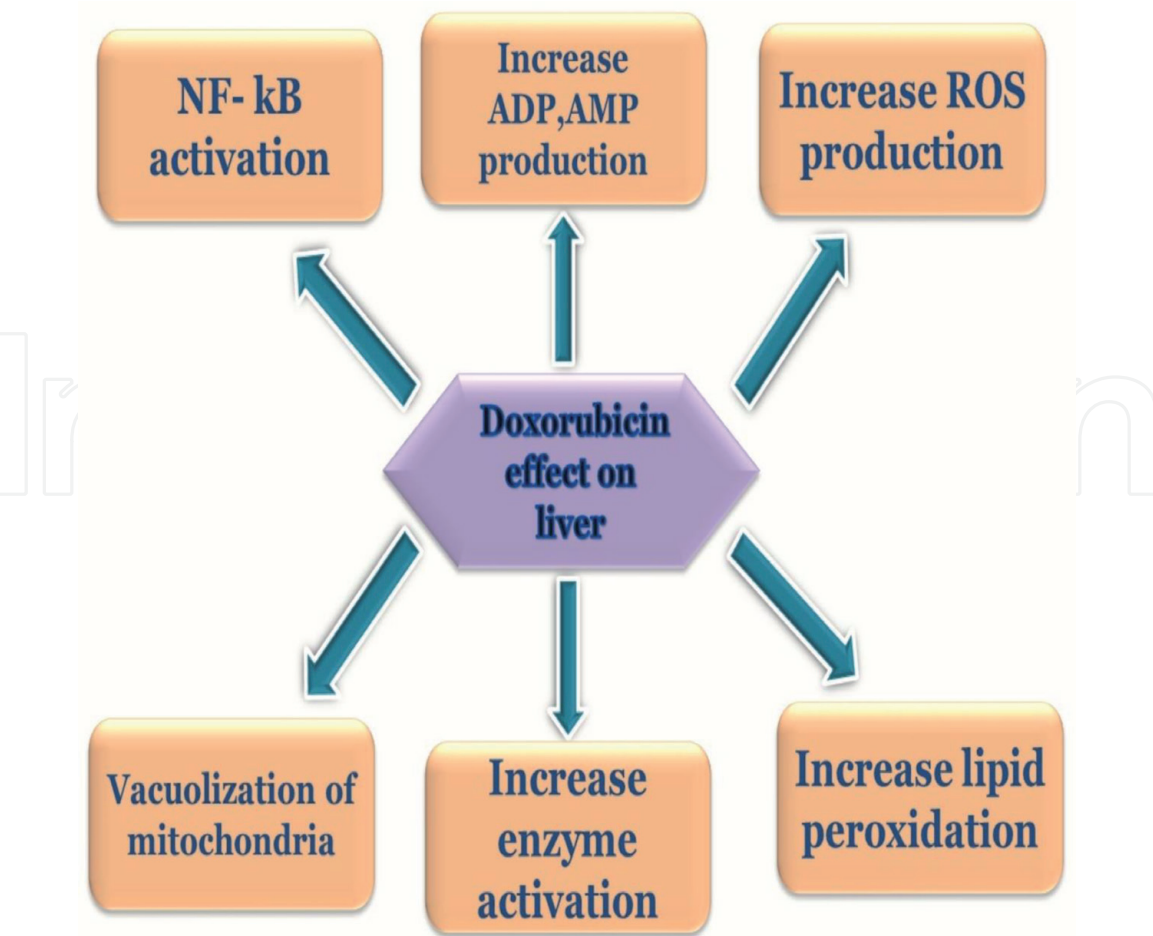 NF- kB
activation
Increase
ADP,AMP
production
Increase ROS
production
Doxorubicin
effect on
liver
Vacuolization of
mitochondria
Increase
enzyme
activation
Increase lipid
peroxidation